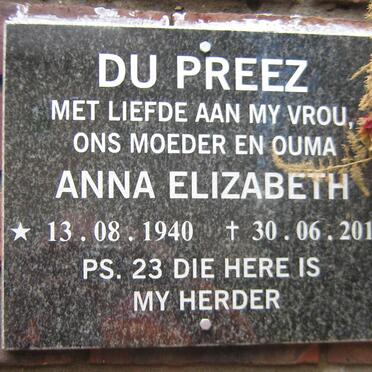 DU PREEZ
MET LIEFDE AAN MY VROU,
ONS MOEDER EN OUMA
ANNA ELIZABETH
★ 13.08.1940 † 30.06.201
PS. 23 DIE HERE IS
MY HERDER